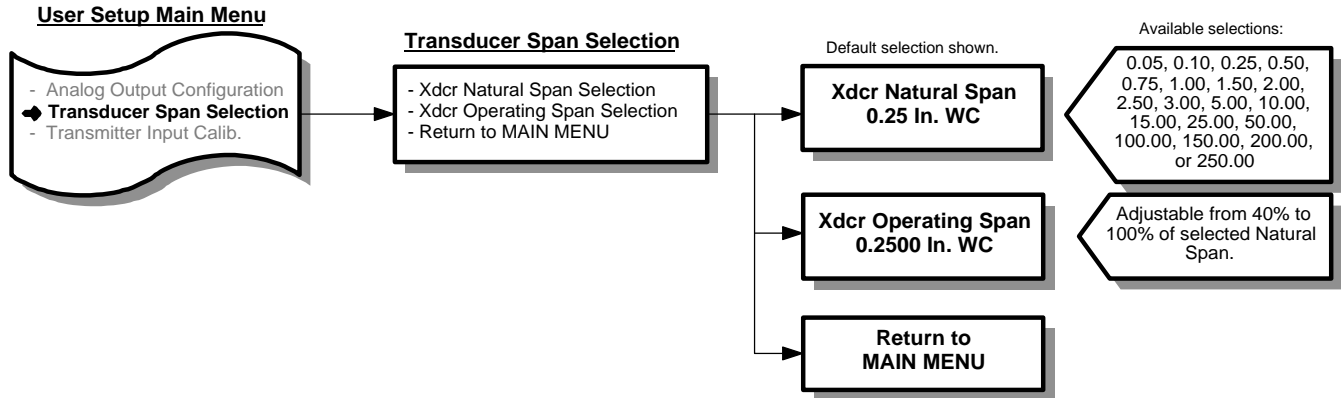 User Setup Main Menu
- Analog Output Configuration
Transducer Span Selection
- Transmitter Input Calib.
Transducer Span Selection
- Xdcr Natural Span Selection
- Xdcr Operating Span Selection
- Return to MAIN MENU
Default selection shown.
Xdcr Natural Span
0.25 In. WC
Available selections:
0.05, 0.10, 0.25, 0.50,
0.75, 1.00, 1.50, 2.00,
2.50, 3.00, 5.00, 10.00,
15.00, 25.00, 50.00,
100.00, 150.00, 200.00,
or 250.00
Xdcr Operating Span
0.2500 In. WC
Adjustable from 40% to
100% of selected Natural
Span.
Return to
MAIN MENU